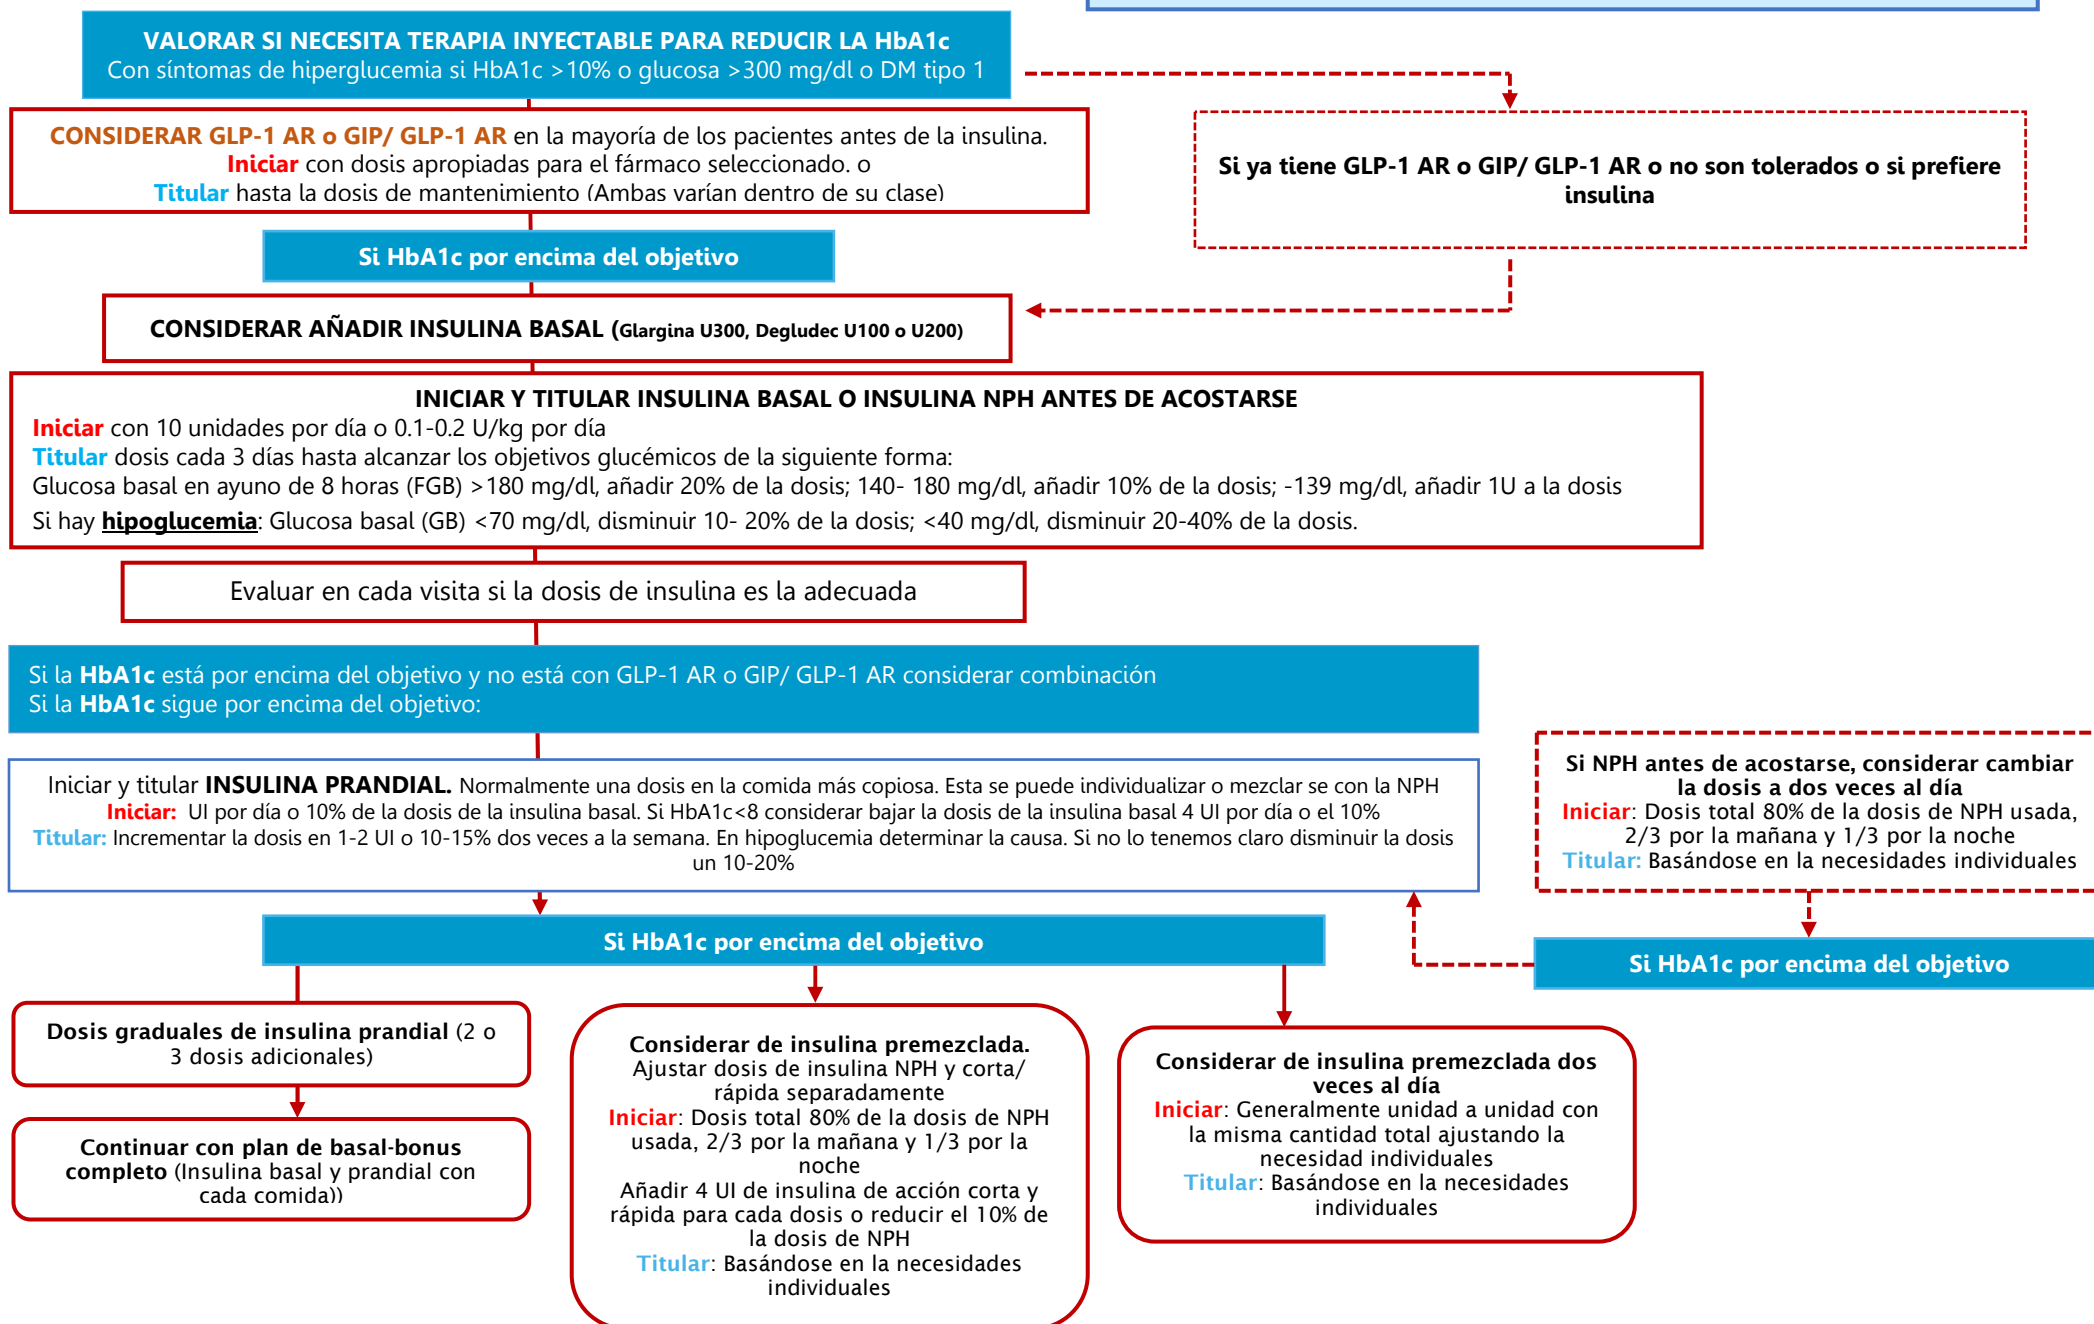 VALORAR SI NECESITA TERAPIA INYECTABLE PARA REDUCIR LA HbA1c
Con síntomas de hiperglucemia si HbA1c >10% o glucosa >300 mg/dl o DM tipo 1
CONSIDERAR GLP-1 AR o GIP/ GLP-1 AR en la mayoría de los pacientes antes de la insulina.
Iniciar con dosis apropiadas para el fármaco seleccionado. o
Titular hasta la dosis de mantenimiento (Ambas varían dentro de su clase)
Si ya tiene GLP-1 AR o GIP/ GLP-1 AR o no son tolerados o si prefiere
insulina
Si HbA1c por encima del objetivo
CONSIDERAR AÑADIR INSULINA BASAL (Glargina U300, Degludec U100 o U200)
INICIAR Y TITULAR INSULINA BASAL O INSULINA NPH ANTES DE ACOSTARSE
Iniciar con 10 unidades por día o 0.1-0.2 U/kg por día
Titular dosis cada 3 días hasta alcanzar los objetivos glucémicos de la siguiente forma:
Glucosa basal en ayuno de 8 horas (FGB) >180 mg/dl, añadir 20% de la dosis; 140- 180 mg/dl, añadir 10% de la dosis; -139 mg/dl, añadir 1U a la dosis
Si hay hipoglucemia: Glucosa basal (GB) <70 mg/dl, disminuir 10- 20% de la dosis; <40 mg/dl, disminuir 20-40% de la dosis.
Evaluar en cada visita si la dosis de insulina es la adecuada
Si la HbA1c está por encima del objetivo y no está con GLP-1 AR o GIP/ GLP-1 AR considerar combinación
Si la HbA1c sigue por encima del objetivo:
Iniciar y titular INSULINA PRANDIAL. Normalmente una dosis en la comida más copiosa. Esta se puede individualizar o mezclar se con la NPH
Iniciar: UI por día o 10% de la dosis de la insulina basal. Si HbA1c<8 considerar bajar la dosis de la insulina basal 4 UI por día o el 10%
Titular: Incrementar la dosis en 1-2 UI o 10-15% dos veces a la semana. En hipoglucemia determinar la causa. Si no lo tenemos claro disminuir la dosis
un 10-20%
Si NPH antes de acostarse, considerar cambiar
la dosis a dos veces al día
Iniciar: Dosis total 80% de la dosis de NPH usada,
2/3 por la mañana y 1/3 por la noche
Titular: Basándose en la necesidades individuales
Si HbA1c por encima del objetivo
Si HbA1c por encima del objetivo
Dosis graduales de insulina prandial (2 o
3 dosis adicionales)
Continuar con plan de basal-bonus
completo (Insulina basal y prandial con
cada comida))
Considerar de insulina premezclada.
Ajustar dosis de insulina NPH y corta/
rápida separadamente
Iniciar: Dosis total 80% de la dosis de NPH
usada, 2/3 por la mañana y 1/3 por la
noche
Añadir 4 UI de insulina de acción corta y
rápida para cada dosis o reducir el 10% de
la dosis de NPH
Titular: Basándose en la necesidades
individuales
Considerar de insulina premezclada dos
veces al día
Iniciar: Generalmente unidad a unidad con
la misma cantidad total ajustando la
necesidad individuales
Titular: Basándose en la necesidades
individuales